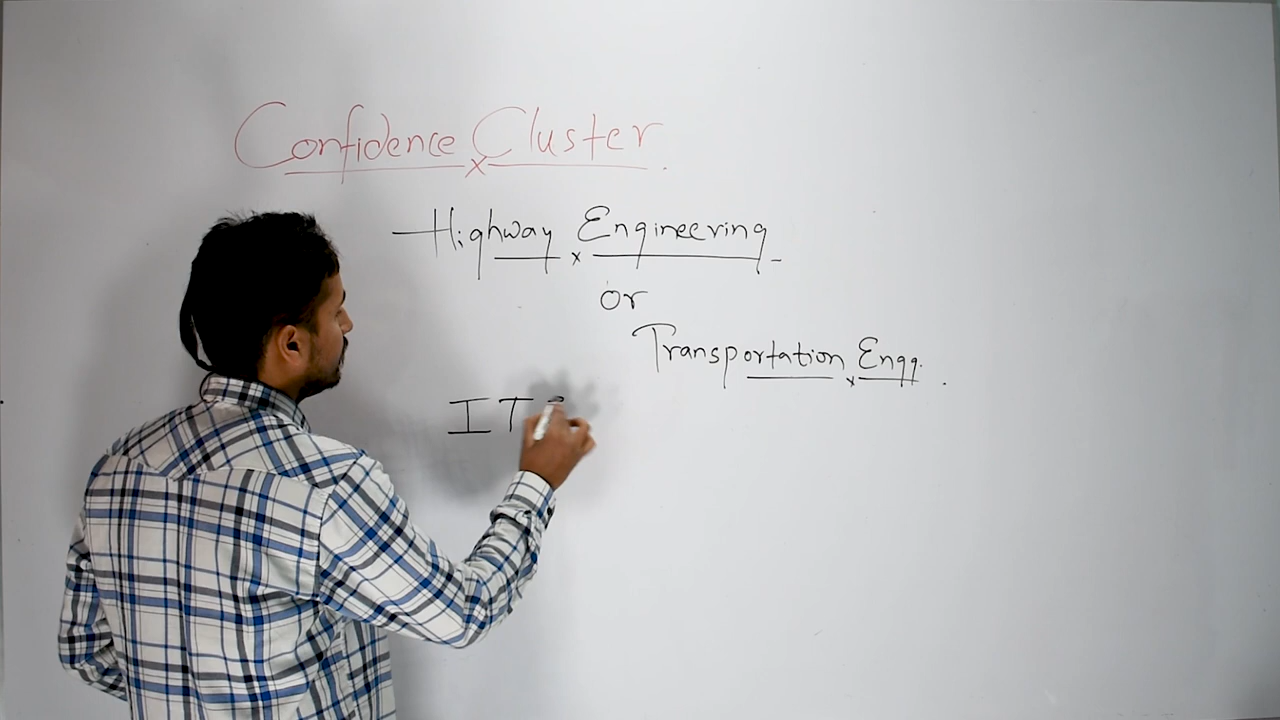 Confidence Cluster.
Highway Engineering
or
Transportation Engg.
IT